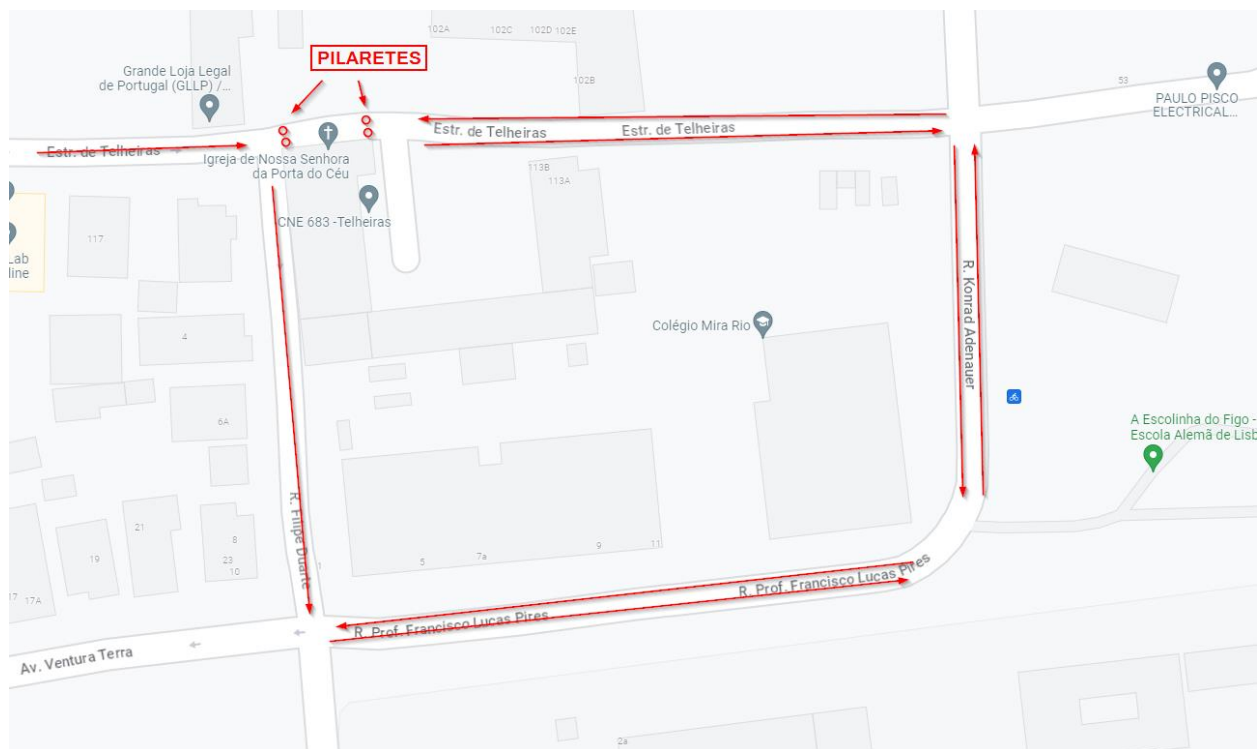 102A
102C
102D 102E
PILARETES
Grande Loja Legal
de Portugal (GLLP) /...
102B
53
PAULO PISCO
ELECTRICAL...
Estr. de Telheiras
Estr. de Telheiras
Estr. de Telheiras
Igreja de Nossa Senhora
da Porta do Céu
113B
113A
CNE 683 -Telheiras
117
Lab
line
R. Konrad Adenauer
Colégio Mira Rio
4
6A
A Escolinha do Figo -
Escola Alemã de Lisb
R. Filipe Duarte
21
8
19
23
10
1
5
7a
9
11
17
17A
R. Prof. Francisco Lucas Pires
R. Prof. Francisco Lucas Pires
Av. Ventura Terra
2a